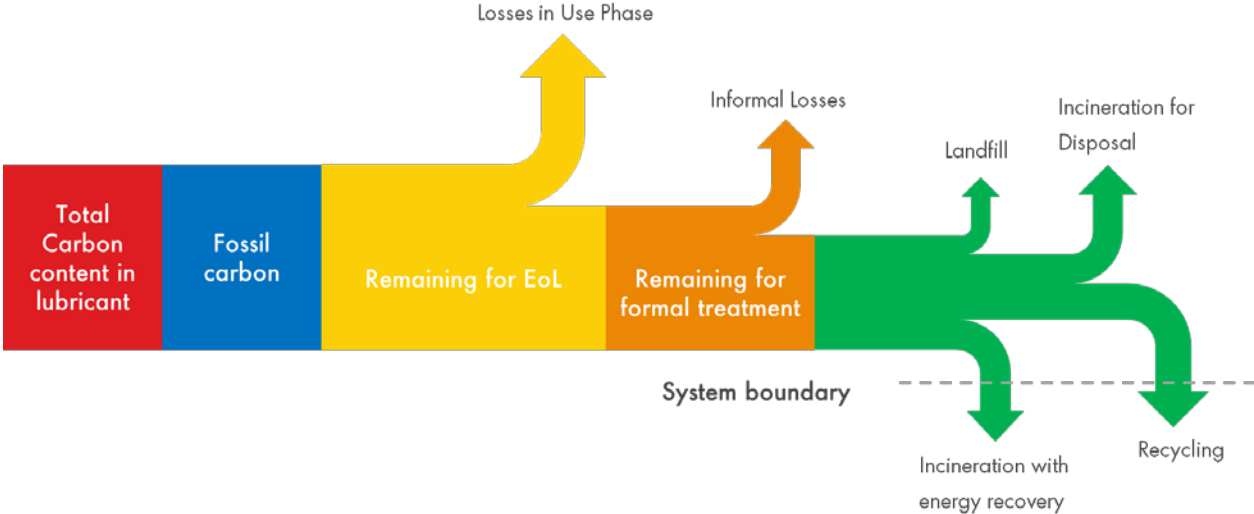 Losses in Use Phase
Informal Losses
Incineration for
Disposal
Landfill
Total
Carbon
content in
lubricant
Fossil
carbon
Remaining for EoL
Remaining for
formal treatment
System boundary
Recycling
Incineration with
energy recovery